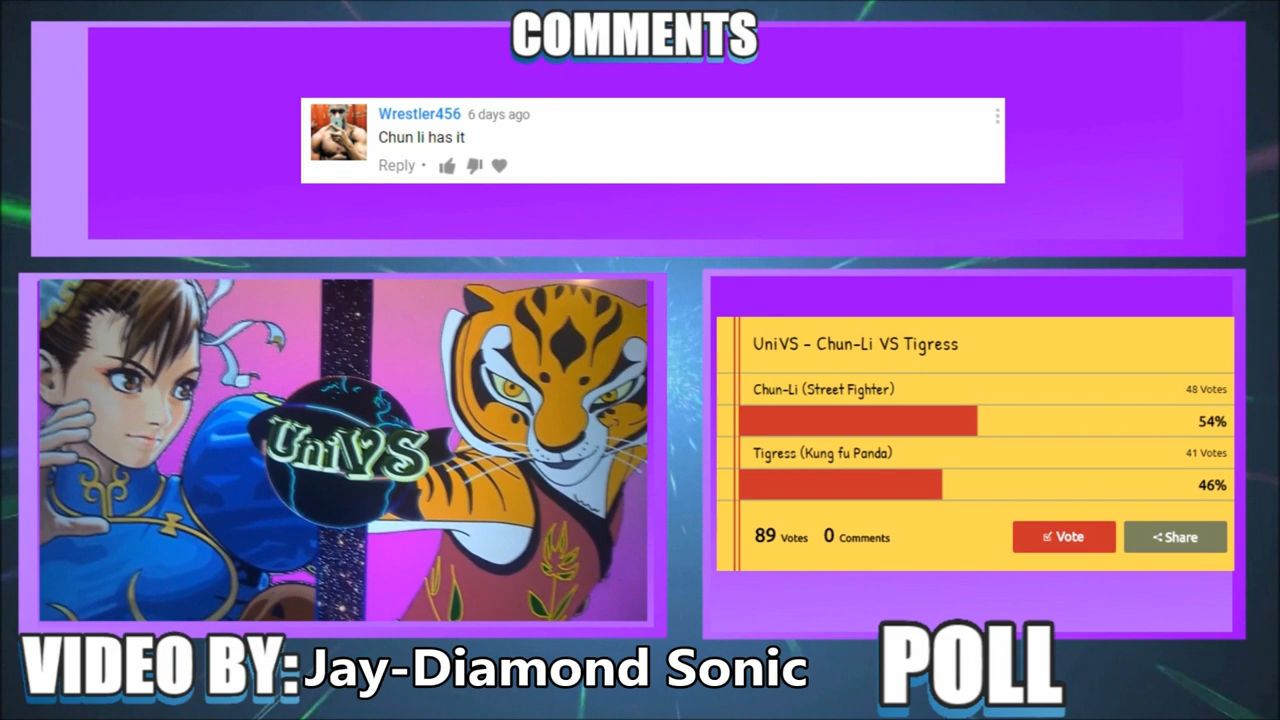 COMMENTS
Wrestler456 6 days ago
Chun li has it
Reply •
UniVS
UniVS - Chun-Li VS Tigress
Chun-Li (Street Fighter) 48 Votes
54%
Tigress (Kung fu Panda) 41 Votes
46%
89 Votes 0 Comments Vote Share
VIDEO BY: Jay-Diamond Sonic
POLL